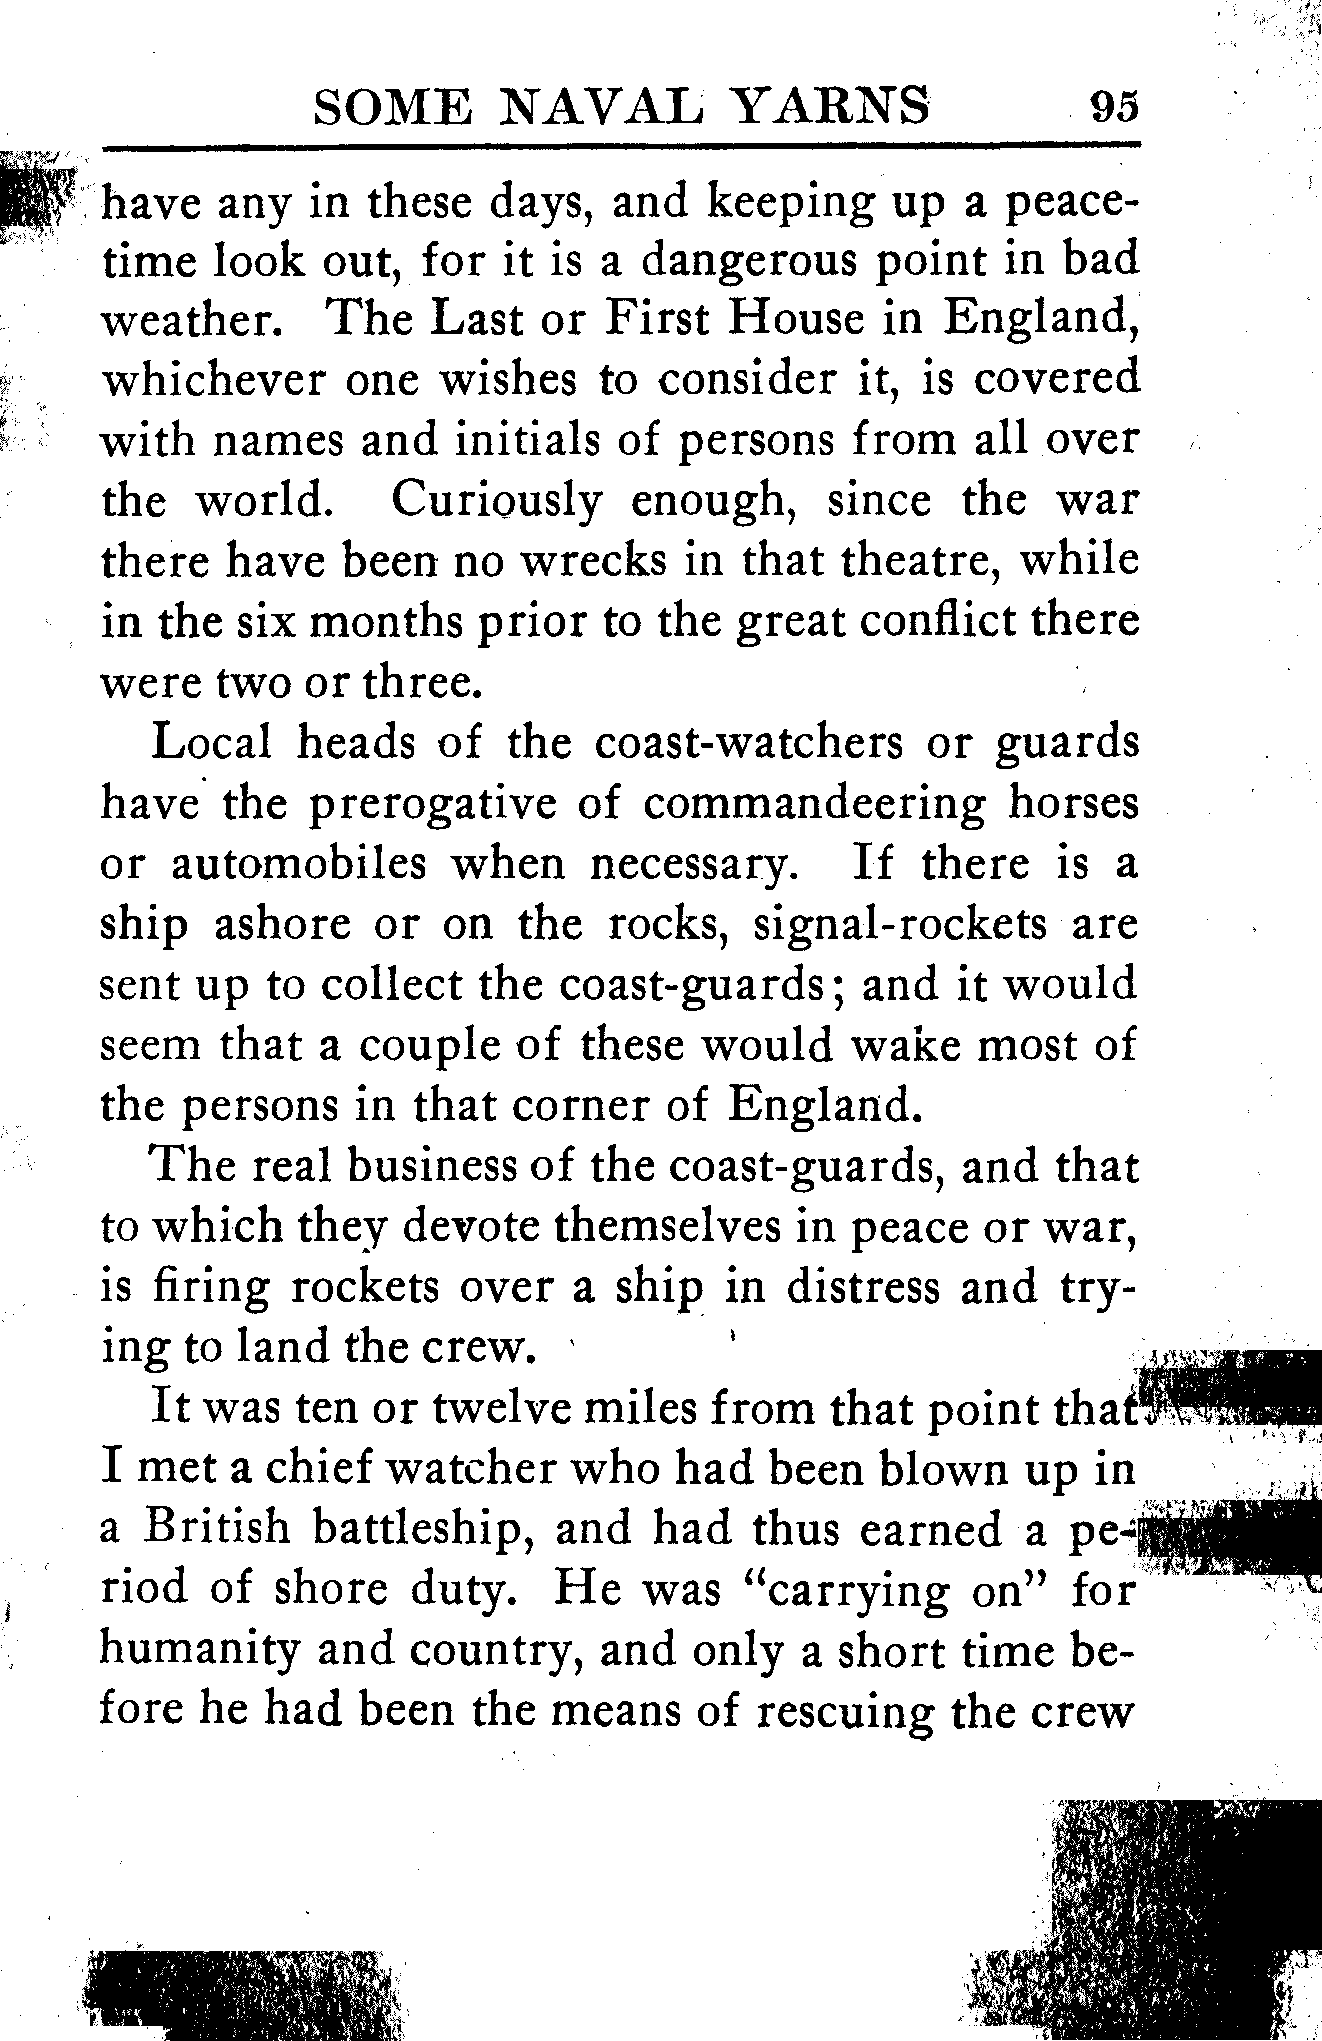 SOME NAVAL YARNS 95
have any in these days, and keeping up a peace-
time look out, for it is a dangerous point in bad
weather. The Last or First House in England,
whichever one wishes to consider it, is covered
with names and initials of persons from all over
the world. Curiously enough, since the war
there have been no wrecks in that theatre, while
in the six months prior to the great conflict there
were two or three.
Local heads of the coast-watchers or guards
have the prerogative of commandeering horses
or automobiles when necessary. If there is a
ship ashore or on the rocks, signal-rockets are
sent up to collect the coast-guards; and it would
seem that a couple of these would wake most of
the persons in that corner of England.
The real business of the coast-guards, and that
to which they devote themselves in peace or war,
is firing rockets over a ship in distress and try-
ing to land the crew.
It was ten or twelve miles from that point that
I met a chief watcher who had been blown up in
a British battleship, and had thus earned a pe-
riod of shore duty. He was "carrying on" for
humanity and country, and only a short time be-
fore he had been the means of rescuing the crew